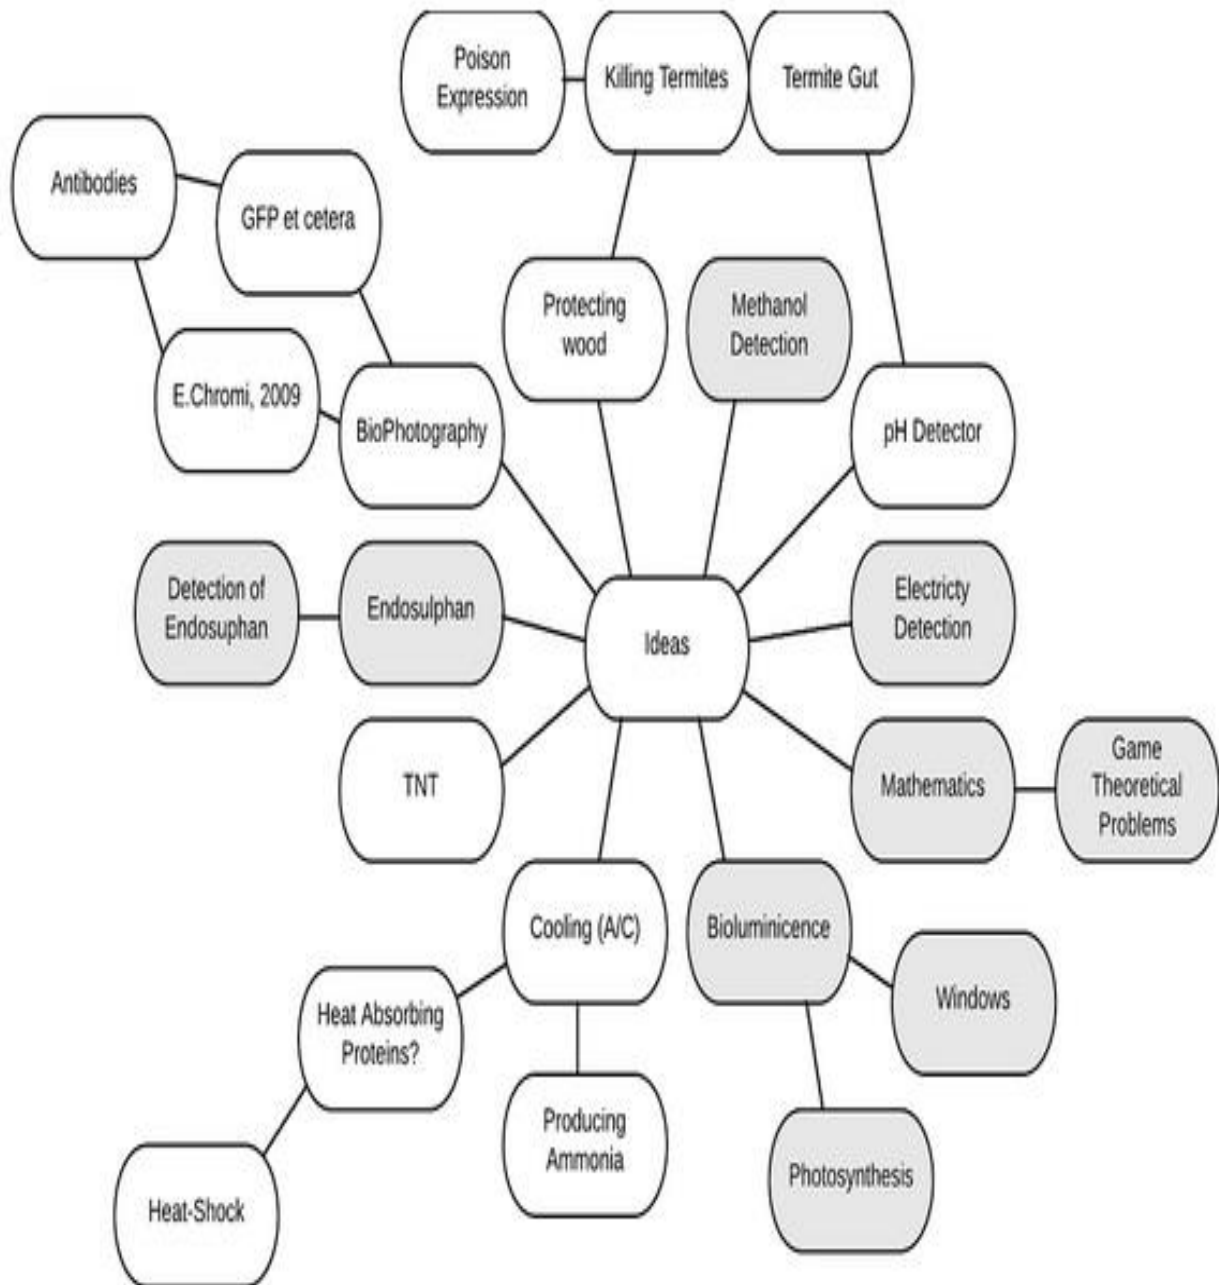 Poison
Expression
Killing Termites
Termite Gut
Antibodies
GFP et cetera
Protecting
wood
Methanol
Detection
E.Chromi, 2009
BioPhotography
pH Detector
Detection of
Endosuphan
Endosulphan
Ideas
Electricty
Detection
TNT
Mathematics
Game
Theoretical
Problems
Cooling (A/C)
Bioluminicence
Windows
Heat Absorbing
Proteins?
Producing
Ammonia
Photosynthesis
Heat-Shock